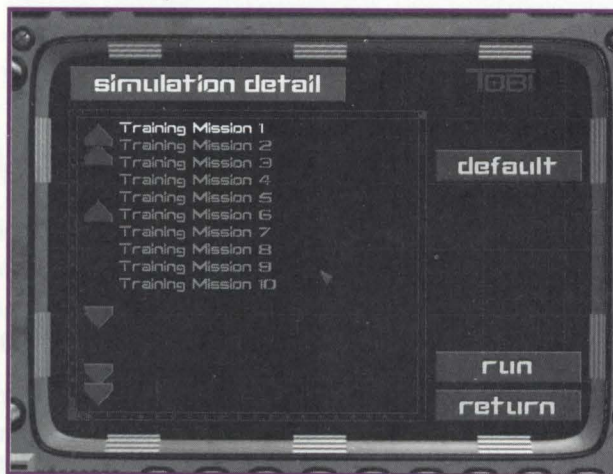 simulation detail
TOBI
Training Mission 1
Training Mission 2
Training Mission 3
Training Mission 4
Training Mission 5
Training Mission 6
Training Mission 7
Training Mission 8
Training Mission 9
Training Mission 10
default
run
return